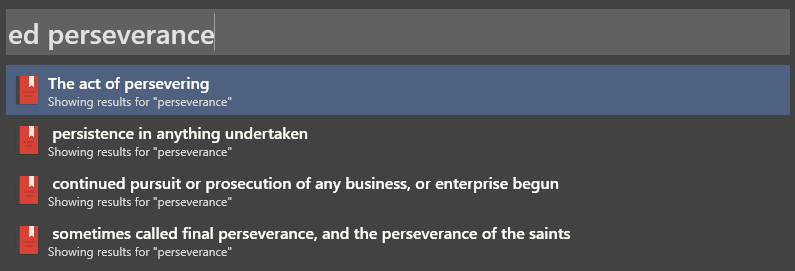 ed perseverance
The act of persevering
Showing results for "perseverance"
persistence in anything undertaken
Showing results for "perseverance"
continued pursuit or prosecution of any business, or enterprise begun
Showing results for "perseverance"
sometimes called final perseverance, and the perseverance of the saints
Showing results for "perseverance"